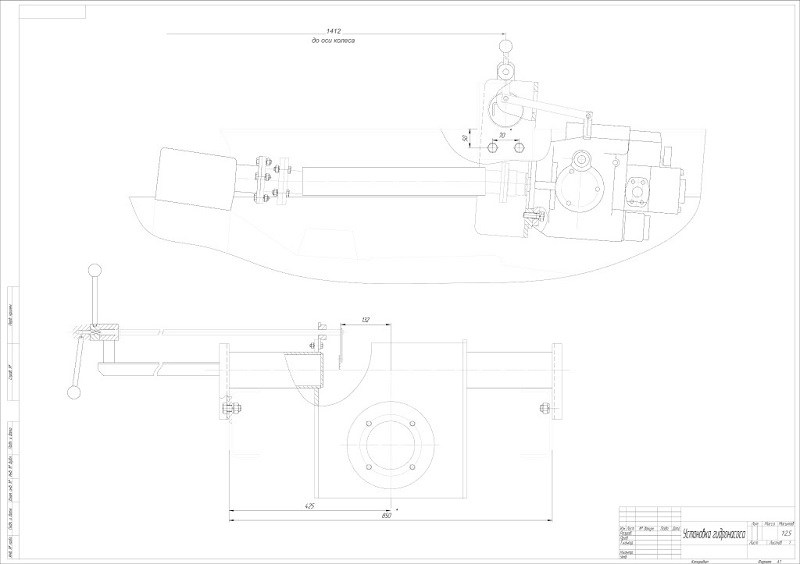 1412
до оси колеса
50
70
132
425
850
Перв. примен.
Справ. №
Подп. и дата
Инв. № дубл.
Взам. инв. №
Подп. и дата
Инв. № подл.
Изм. Лист № докум. Подп. Дата
Разраб.
Пров.
Т.контр.
Н.контр.
Утв.
Установка гидронасоса
Лит. Масса Масштаб
1:2,5
Лист Листов 1
Копировал Формат А1